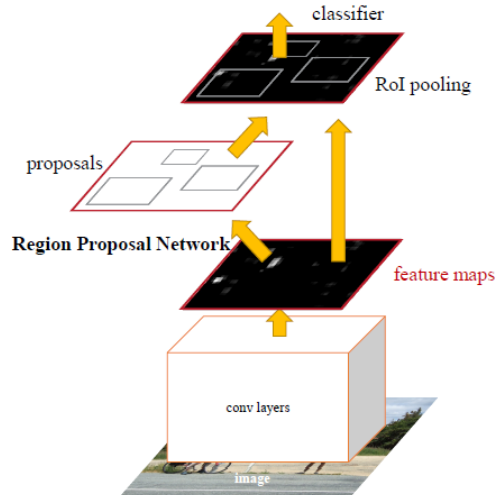 classifier
RoI pooling
proposals
Region Proposal Network
feature maps
conv layers
image